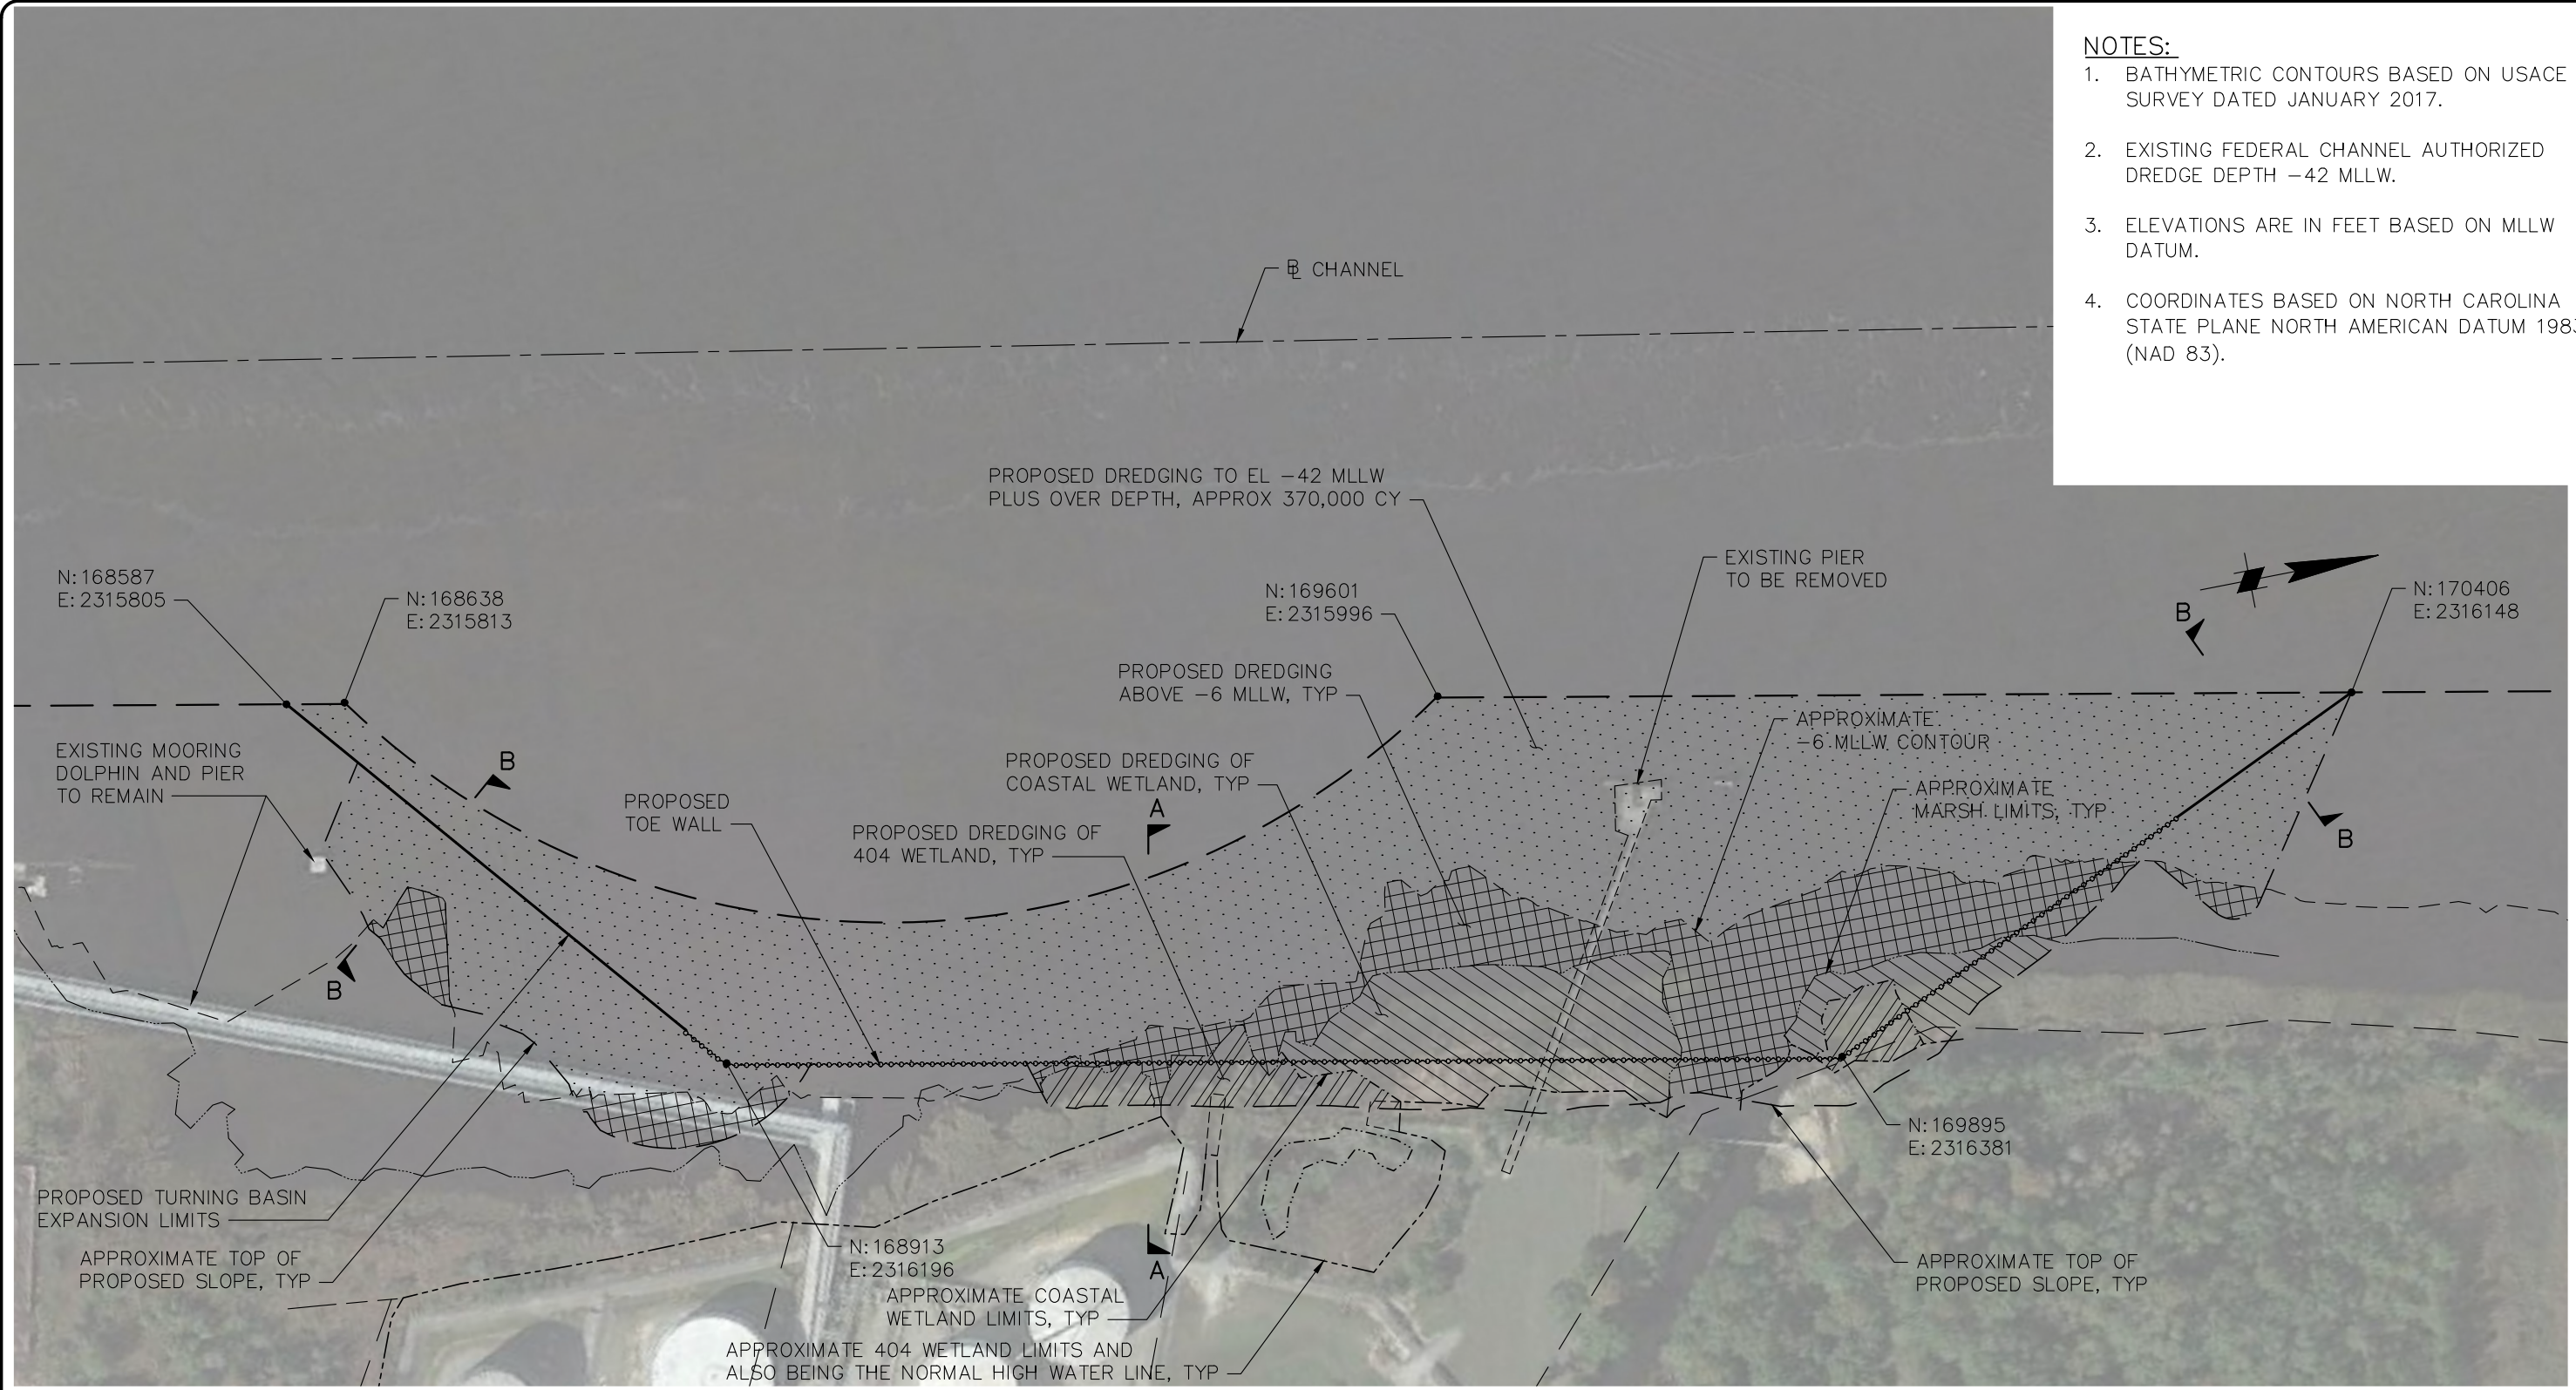 NOTES:
1. BATHYMETRIC CONTOURS BASED ON USACE
SURVEY DATED JANUARY 2017.
2. EXISTING FEDERAL CHANNEL AUTHORIZED
DREDGE DEPTH −42 MLLW.
3. ELEVATIONS ARE IN FEET BASED ON MLLW
DATUM.
4. COORDINATES BASED ON NORTH CAROLINA
STATE PLANE NORTH AMERICAN DATUM 1983
(NAD 83).
BL CHANNEL
PROPOSED DREDGING TO EL −42 MLLW
PLUS OVER DEPTH, APPROX 370,000 CY
EXISTING PIER
TO BE REMOVED
N:168587
E:2315805
N:168638
E:2315813
N:169601
E:2315996
N:170406
E:2316148
B
PROPOSED DREDGING
ABOVE −6 MLLW, TYP
APPROXIMATE
−6 MLLW CONTOUR
EXISTING MOORING
DOLPHIN AND PIER
TO REMAIN
B
PROPOSED DREDGING OF
COASTAL WETLAND, TYP
APPROXIMATE
MARSH LIMITS, TYP
PROPOSED
TOE WALL
A
PROPOSED DREDGING OF
404 WETLAND, TYP
B
B
N:169895
E:2316381
PROPOSED TURNING BASIN
EXPANSION LIMITS
APPROXIMATE TOP OF
PROPOSED SLOPE, TYP
N:168913
E:2316196
A
APPROXIMATE TOP OF
PROPOSED SLOPE, TYP
APPROXIMATE COASTAL
WETLAND LIMITS, TYP
APPROXIMATE 404 WETLAND LIMITS AND
ALSO BEING THE NORMAL HIGH WATER LINE, TYP